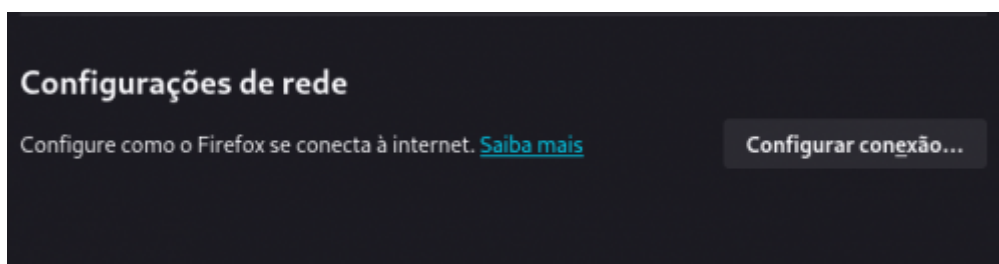 Configurações de rede
Configure como o Firefox se conecta à internet. Saiba mais
Configurar conexão...